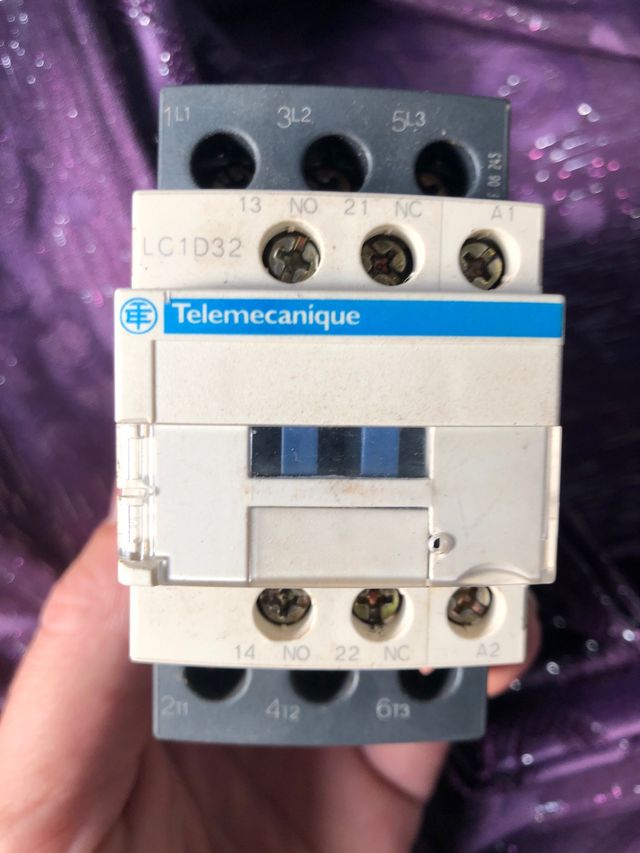 1L1 3L2 5L3
13 NO 21 NC A1
LC1D32
Telemecanique
14 NO 22 NC A2
2T1 4T2 6T3